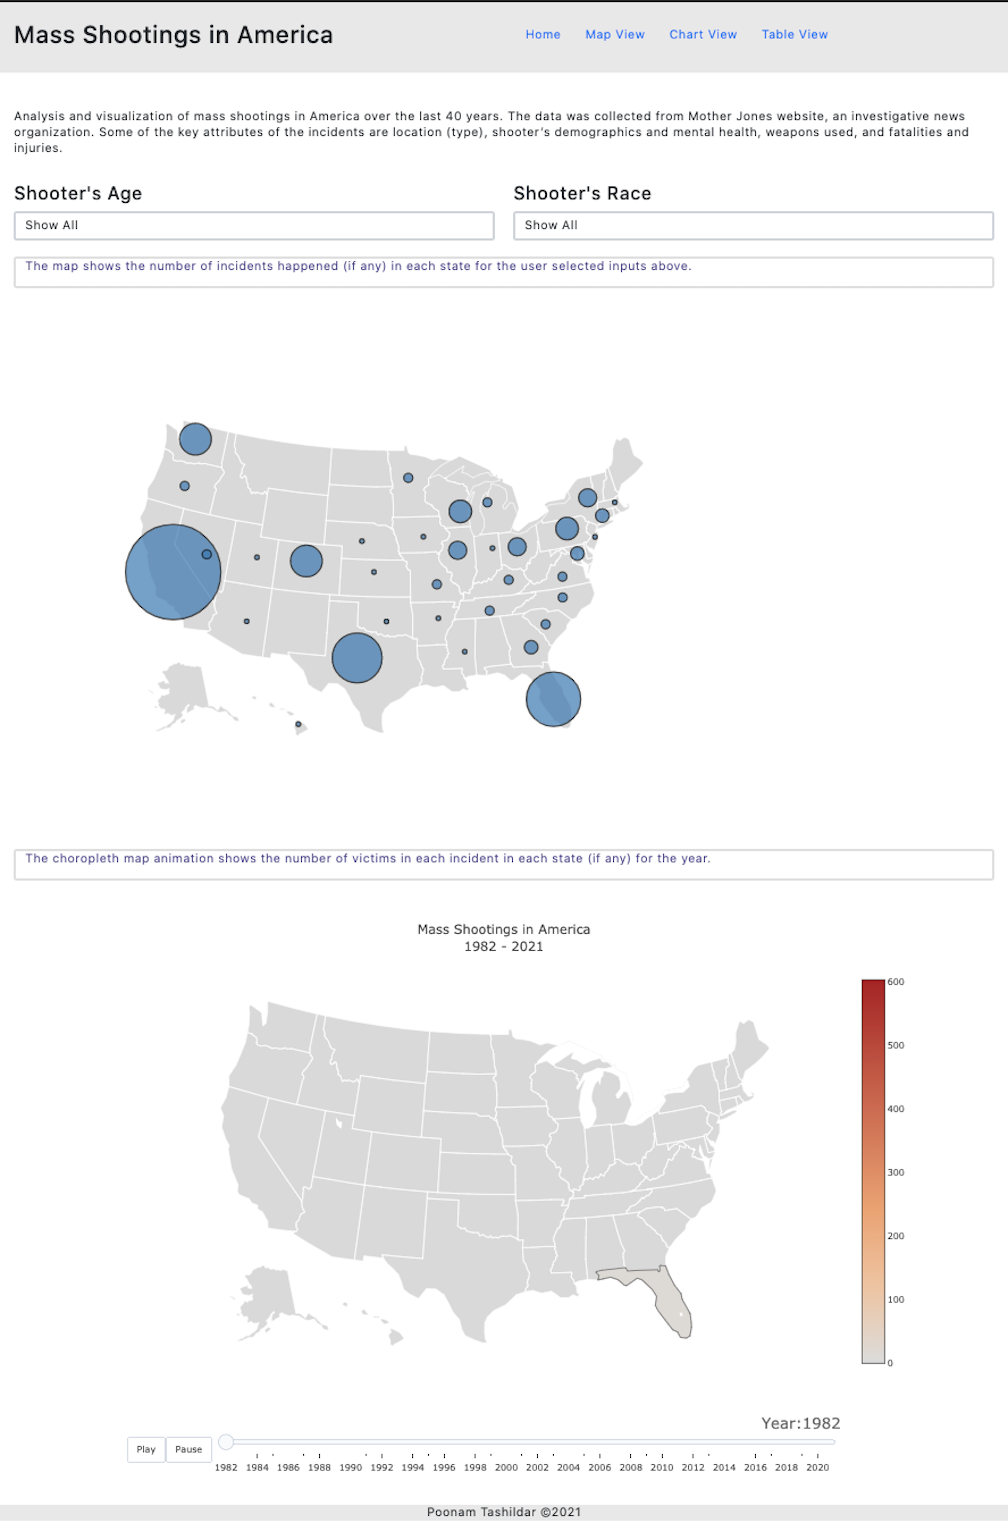 Mass Shootings in America
Home Map View Chart View Table View
Analysis and visualization of mass shootings in America over the last 40 years. The data was collected from Mother Jones website, an investigative news
organization. Some of the key attributes of the incidents are location (type), shooter's demographics and mental health, weapons used, and fatalities and
injuries.
Shooter's Age
Show All
Shooter's Race
Show All
The map shows the number of incidents happened (if any) in each state for the user selected inputs above.
The choropleth map animation shows the number of victims in each incident in each state (if any) for the year.
Mass Shootings in America
1982 - 2021
600
500
400
300
200
100
0
Year:1982
Play Pause
1982 1984 1986 1988 1990 1992 1994 1996 1998 2000 2002 2004 2006 2008 2010 2012 2014 2016 2018 2020
Poonam Tashildar ©2021